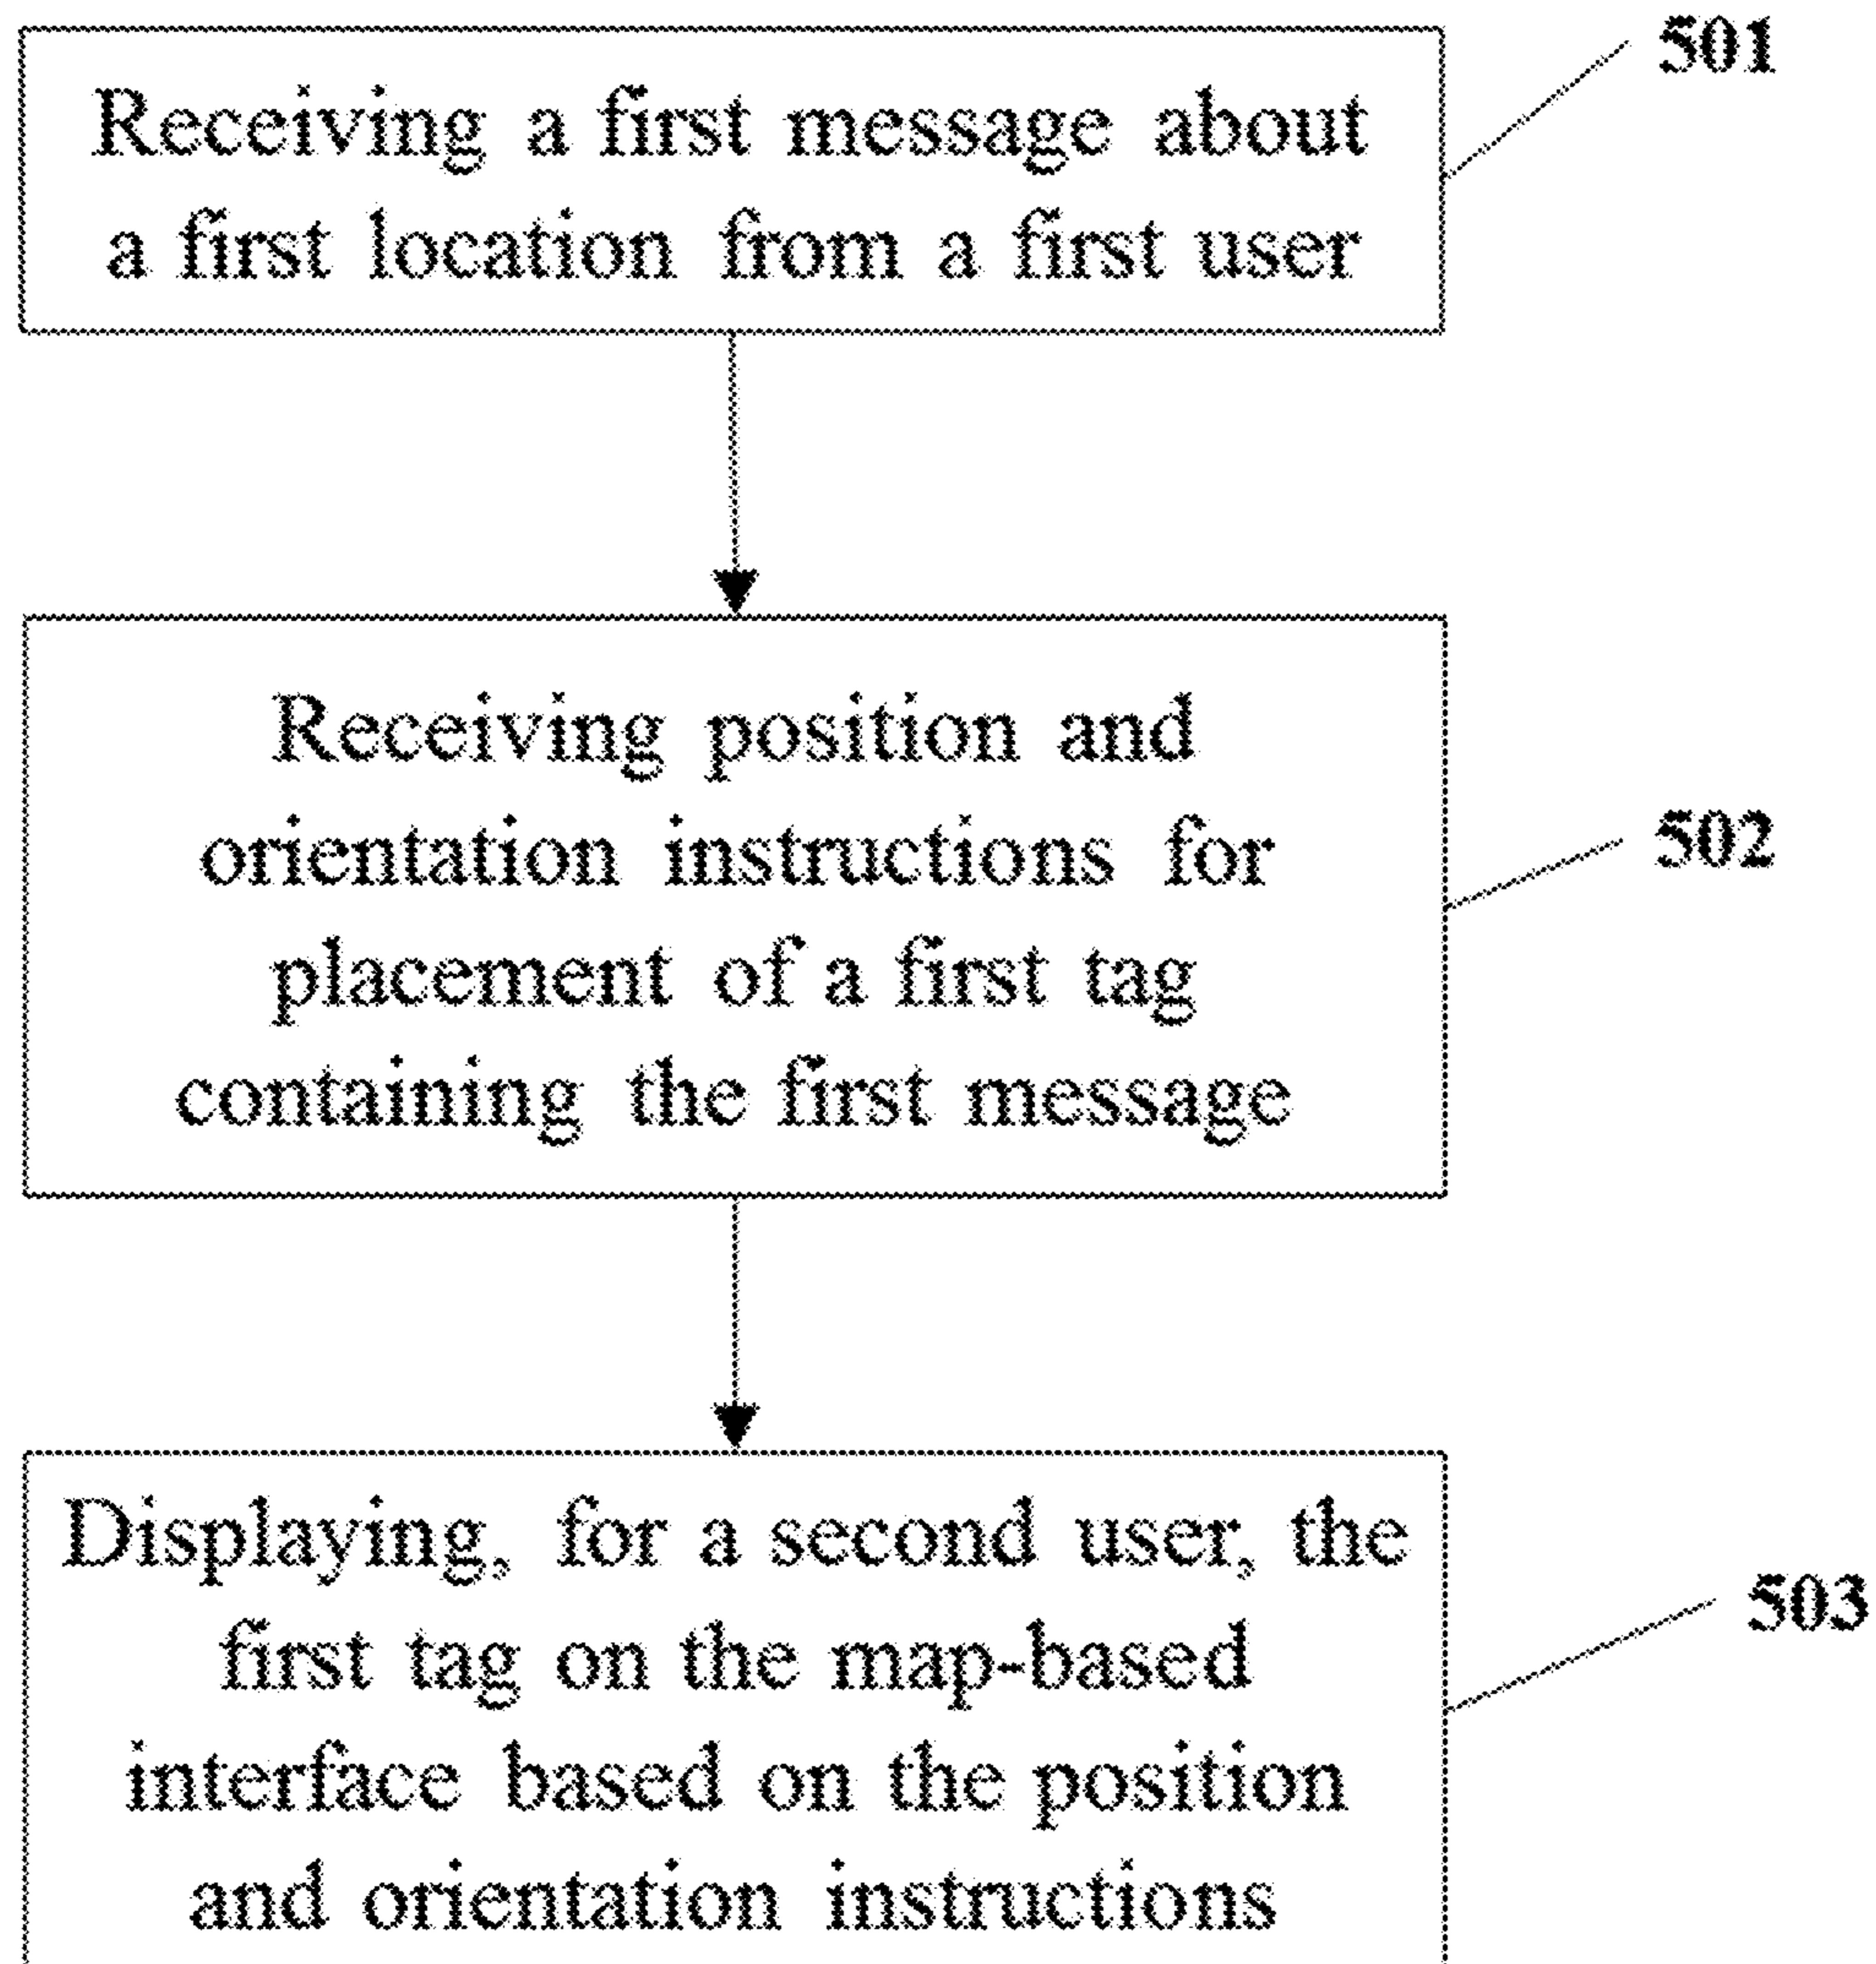 501
Receiving a first message about
a first location from a first user
Receiving position and
orientation instructions for
placement of a first tag
containing the first message
502
Displaying, for a second user, the
first tag on the map-based
interface based on the position
and orientation instructions
503